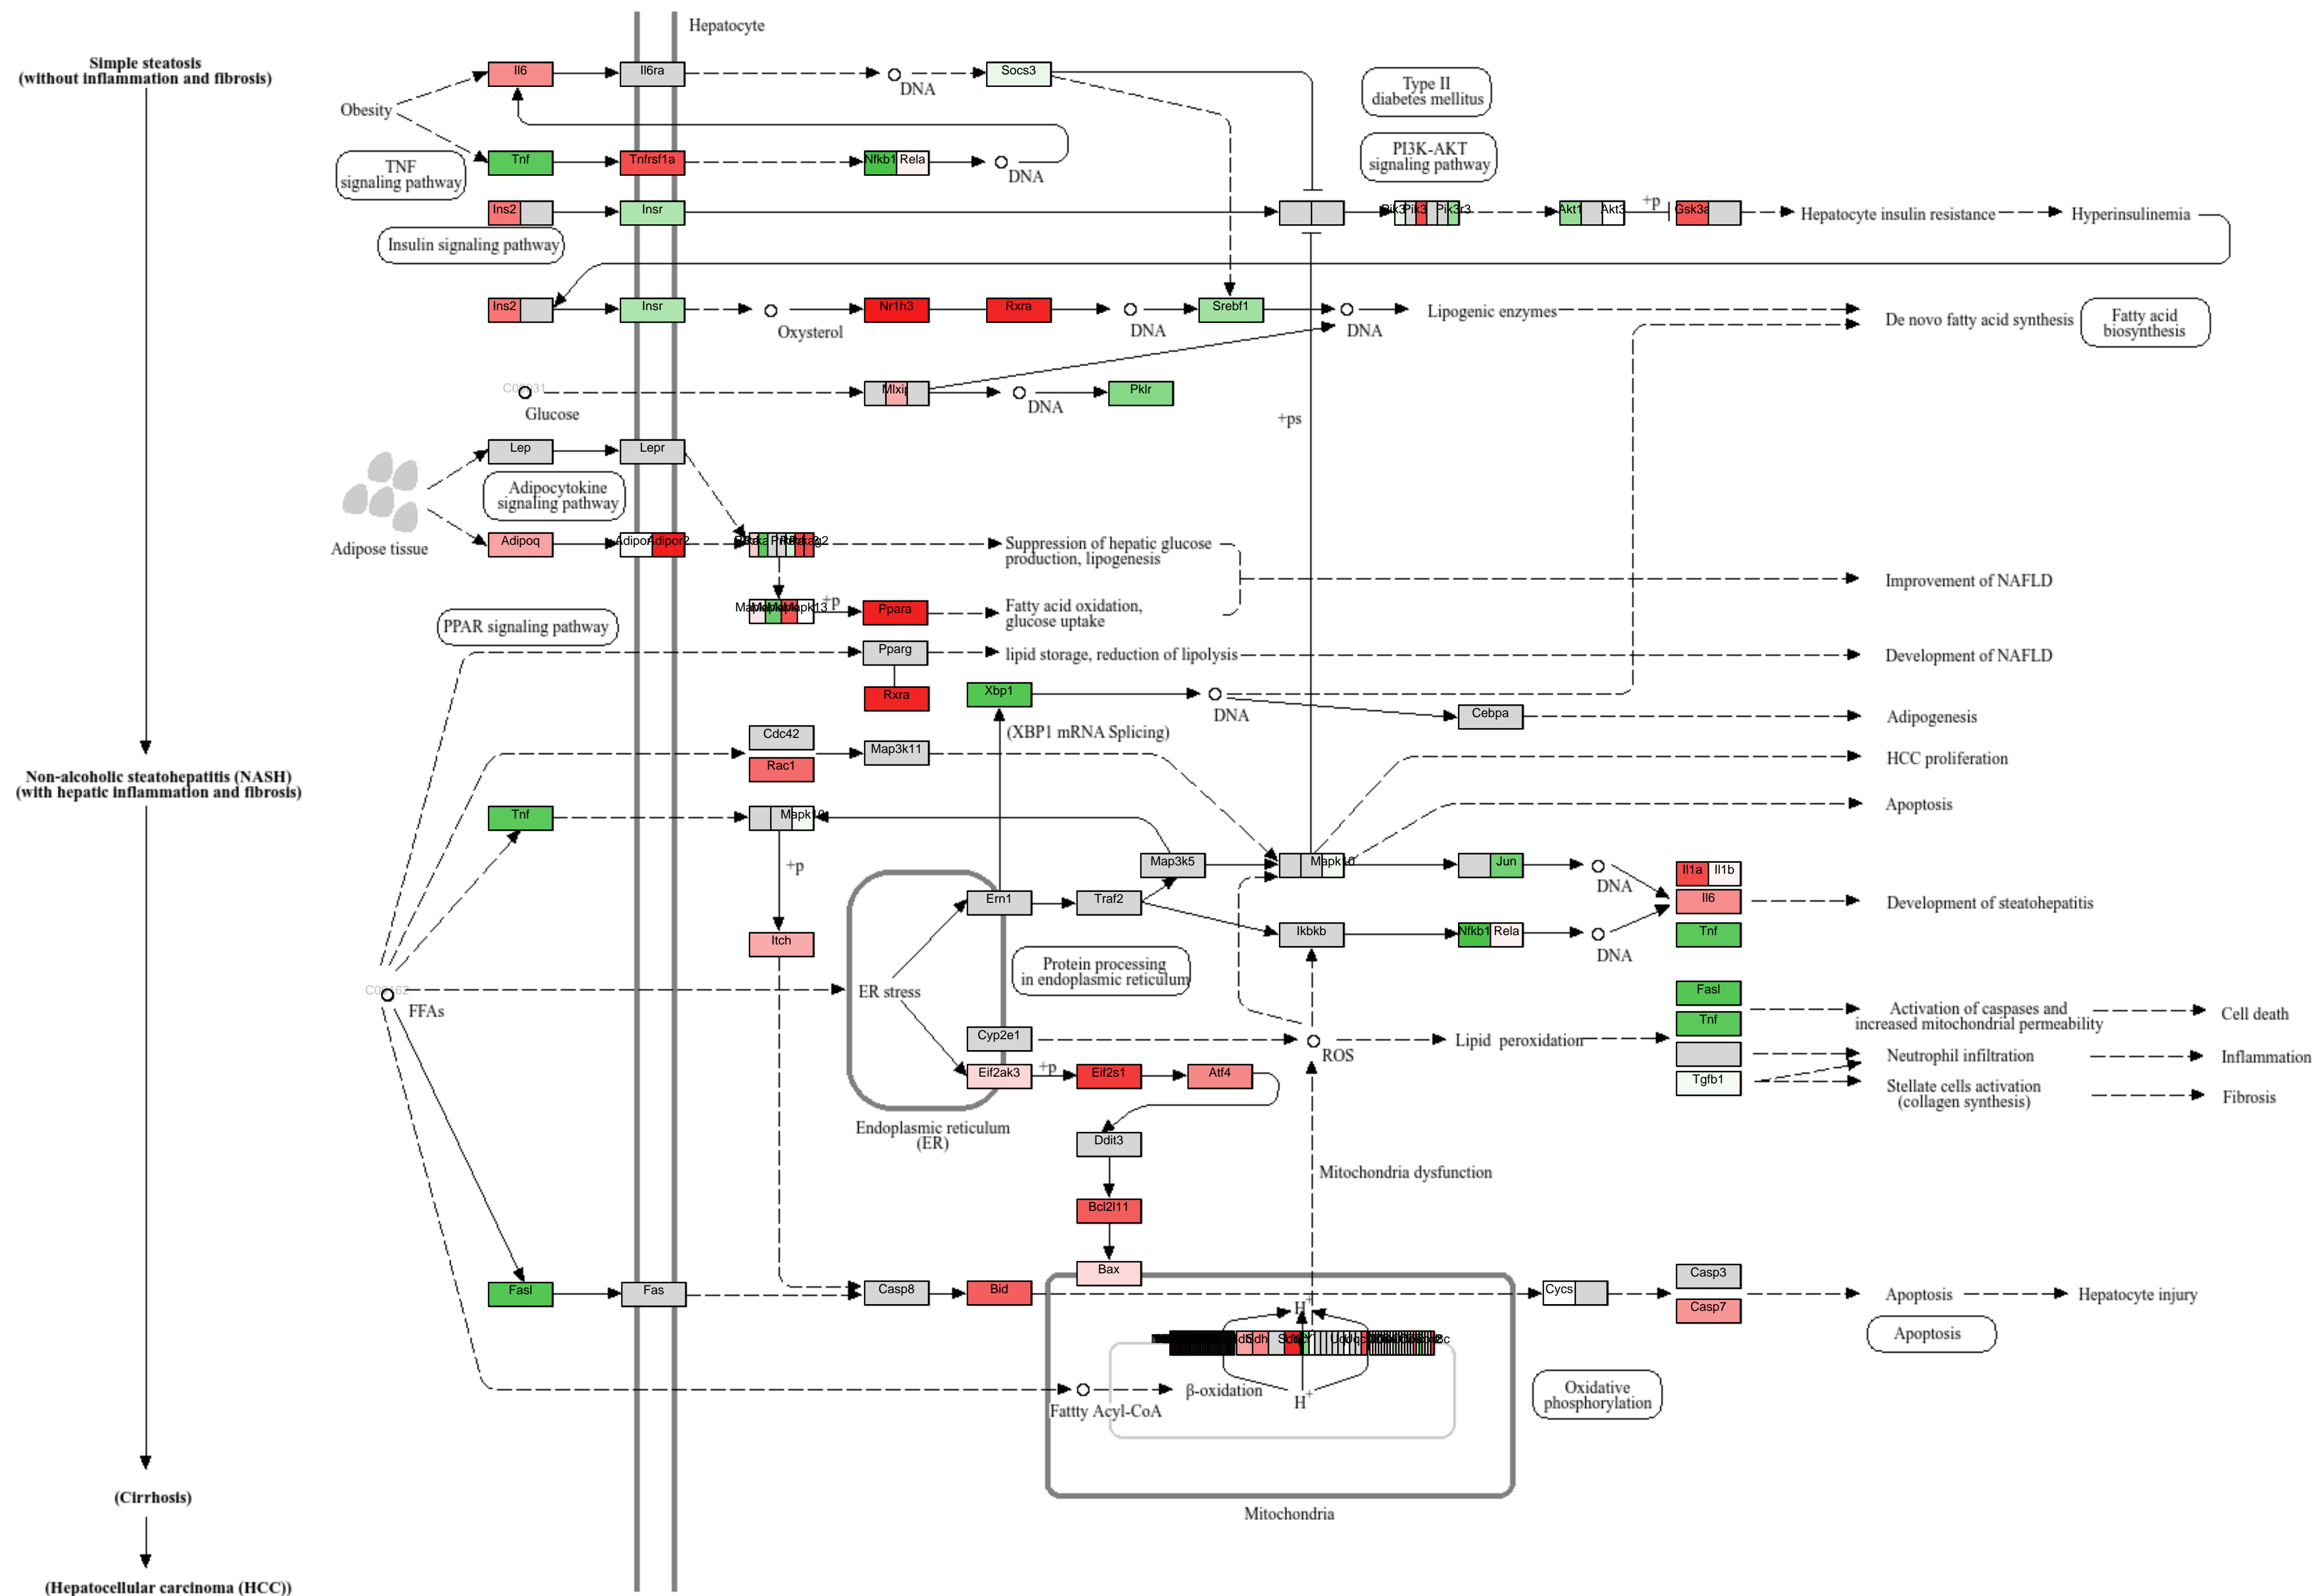 Hepatocyte
Simple steatosis
(without inflammation and fibrosis)
Il6
Il6ra
DNA
Socs3
Type II
diabetes mellitus
Obesity
TNF
signaling pathway
Tnf
Tnfrsf1a
Nfkb1
Rela
DNA
PI3K-AKT
signaling pathway
Ins2
Insr
Pik3r3
Akt1
Akt3
+p
Gsk3a
Hepatocyte insulin resistance
Hyperinsulinemia
Insulin signaling pathway
Ins2
Insr
Oxysterol
Nr1h3
Rxra
DNA
Srebf1
DNA
Lipogenic enzymes
De novo fatty acid synthesis
Fatty acid
biosynthesis
Glucose
DNA
Pklr
+ps
Lep
Lepr
Adipocytokine
signaling pathway
Adipose tissue
Adipoq
Adipor2
Suppression of hepatic glucose
production, lipogenesis
Improvement of NAFLD
Mapk13
+p
Ppara
Fatty acid oxidation,
glucose uptake
PPAR signaling pathway
Pparg
lipid storage, reduction of lipolysis
Development of NAFLD
Rxra
Xbp1
DNA
(XBP1 mRNA Splicing)
Cebpa
Adipogenesis
Cdc42
Rac1
Map3k11
HCC proliferation
Non-alcoholic steatohepatitis (NASH)
(with hepatic inflammation and fibrosis)
Apoptosis
Tnf
Mapk10
+p
Map3k5
Mapk10
Jun
DNA
Il1a
Il1b
Il6
Tnf
Development of steatohepatitis
Ern1
Traf2
Ikbkb
Nfkb1
Rela
DNA
Itch
Protein processing
in endoplasmic reticulum
FFAs
ER stress
Fasl
Tnf
Activation of caspases and
increased mitochondrial permeability
Cell death
Cyp2e1
ROS
Lipid peroxidation
Neutrophil infiltration
Inflammation
Eif2ak3
+p
Eif2s1
Atf4
Tgfb1
Stellate cells activation
(collagen synthesis)
Fibrosis
Endoplasmic reticulum
(ER)
Ddit3
Mitochondria dysfunction
Bcl2l11
Bax
Fasl
Fas
Casp8
Bid
H+
Cycs
Casp3
Casp7
Apoptosis
Hepatocyte injury
Apoptosis
Fattty Acyl-CoA
β-oxidation
H+
Oxidative
phosphorylation
Mitochondria
(Cirrhosis)
(Hepatocellular carcinoma (HCC))